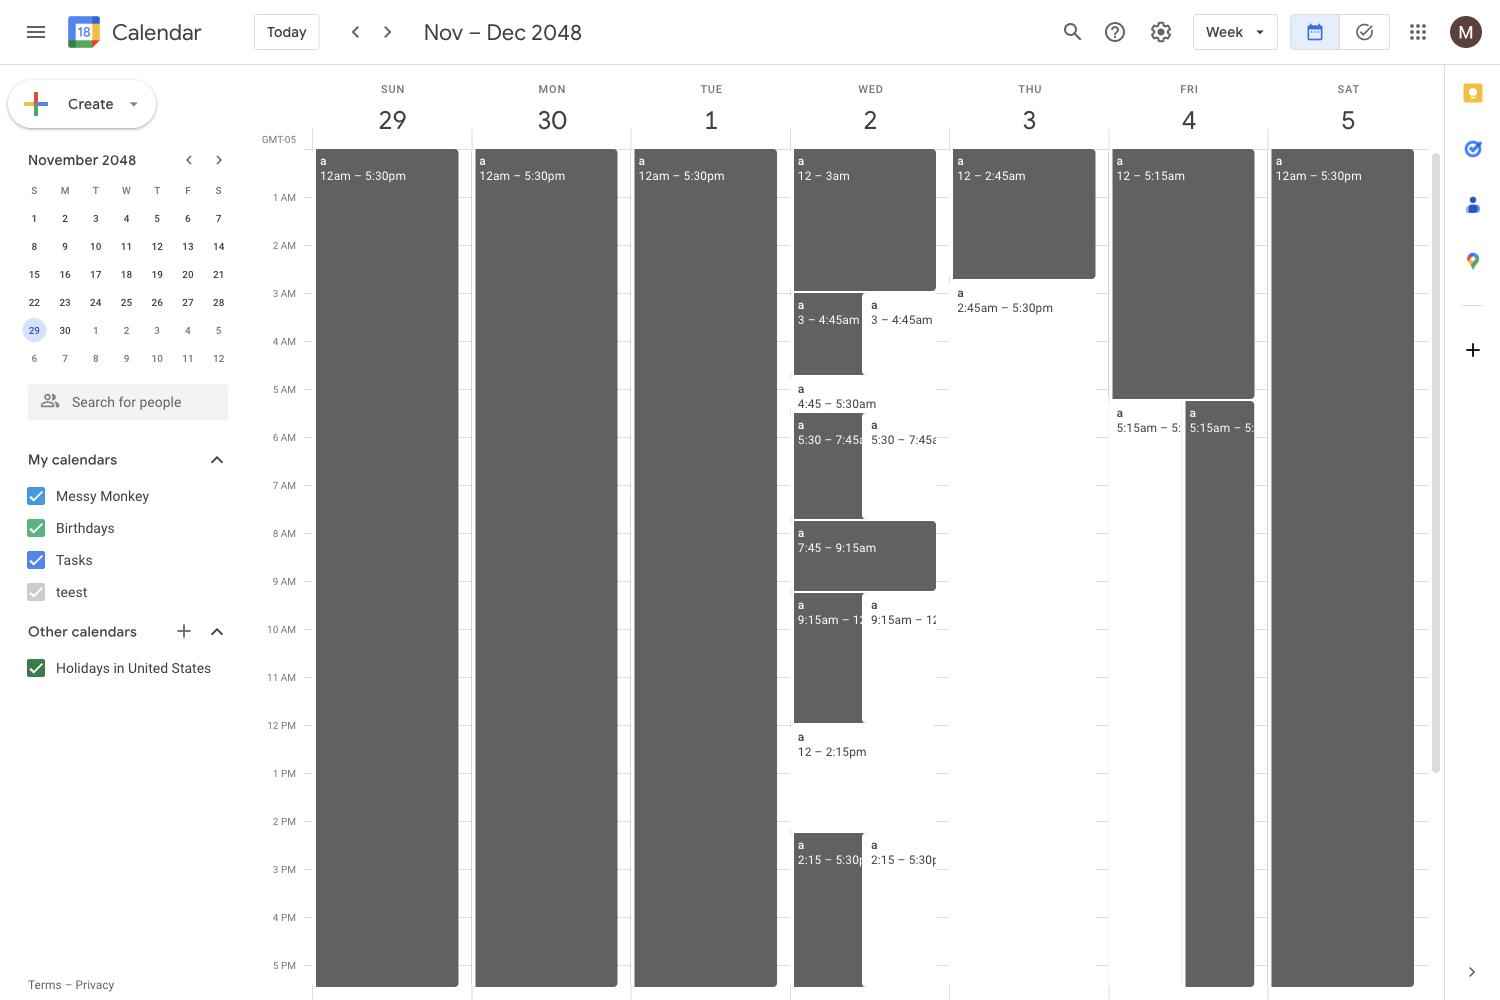 18 Calendar
Today
Nov – Dec 2048
Week
M
Create
November 2048
S M T W T F S
1 2 3 4 5 6 7
8 9 10 11 12 13 14
15 16 17 18 19 20 21
22 23 24 25 26 27 28
29 30 1 2 3 4 5
6 7 8 9 10 11 12
Search for people
My calendars
Messy Monkey
Birthdays
Tasks
teest
Other calendars
Holidays in United States
Terms – Privacy
SUN MON TUE WED THU FRI SAT
29 30 1 2 3 4 5
GMT-05
1 AM
2 AM
3 AM
4 AM
5 AM
6 AM
7 AM
8 AM
9 AM
10 AM
11 AM
12 PM
1 PM
2 PM
3 PM
4 PM
5 PM
a
12am – 5:30pm
a
12am – 5:30pm
a
12am – 5:30pm
a
12 – 3am
a
3 – 4:45am
a
3 – 4:45am
a
4:45 – 5:30am
a
5:30 – 7:45a
a
5:30 – 7:45a
a
7:45 – 9:15am
a
9:15am – 12
a
9:15am – 12
a
12 – 2:15pm
a
2:15 – 5:30p
a
2:15 – 5:30p
a
12 – 2:45am
a
2:45am – 5:30pm
a
12 – 5:15am
a
5:15am – 5:
a
5:15am – 5:
a
12am – 5:30pm